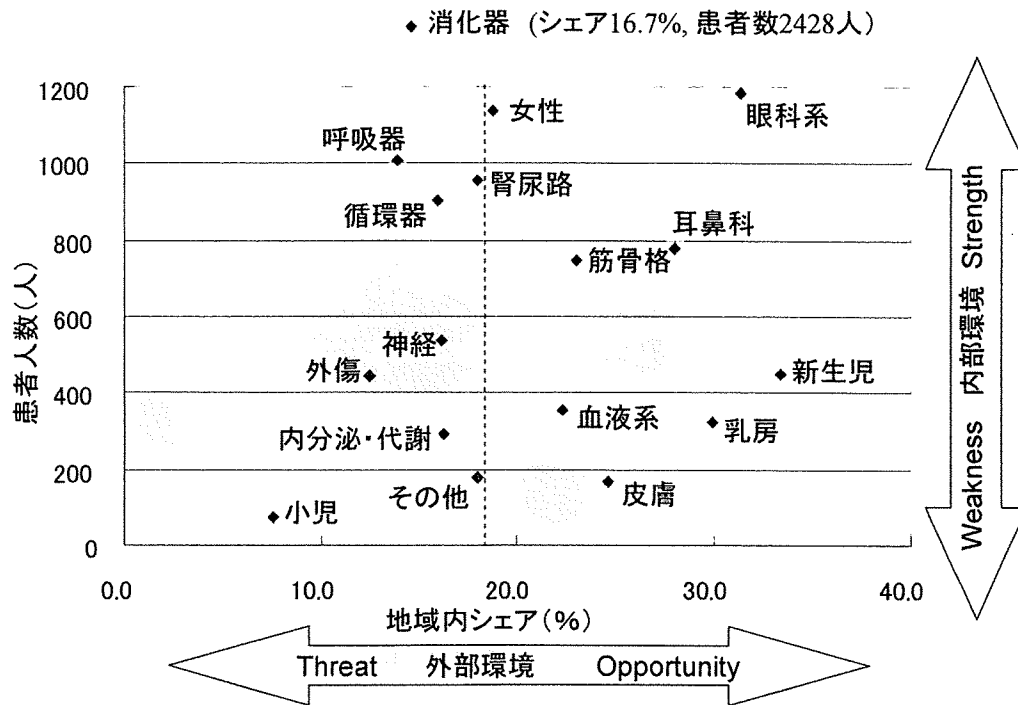 消化器 (シェア16.7%, 患者数2428人)
1200
1000
800
600
400
200
0
患者人数(人)
女性
眼科系
呼吸器
腎尿路
循環器
耳鼻科
筋骨格
神経
外傷
新生児
血液系
乳房
内分泌・代謝
その他
皮膚
小児
0.0
10.0
20.0
30.0
40.0
地域内シェア(%)
Threat 外部環境 Opportunity
Weakness 内部環境 Strength